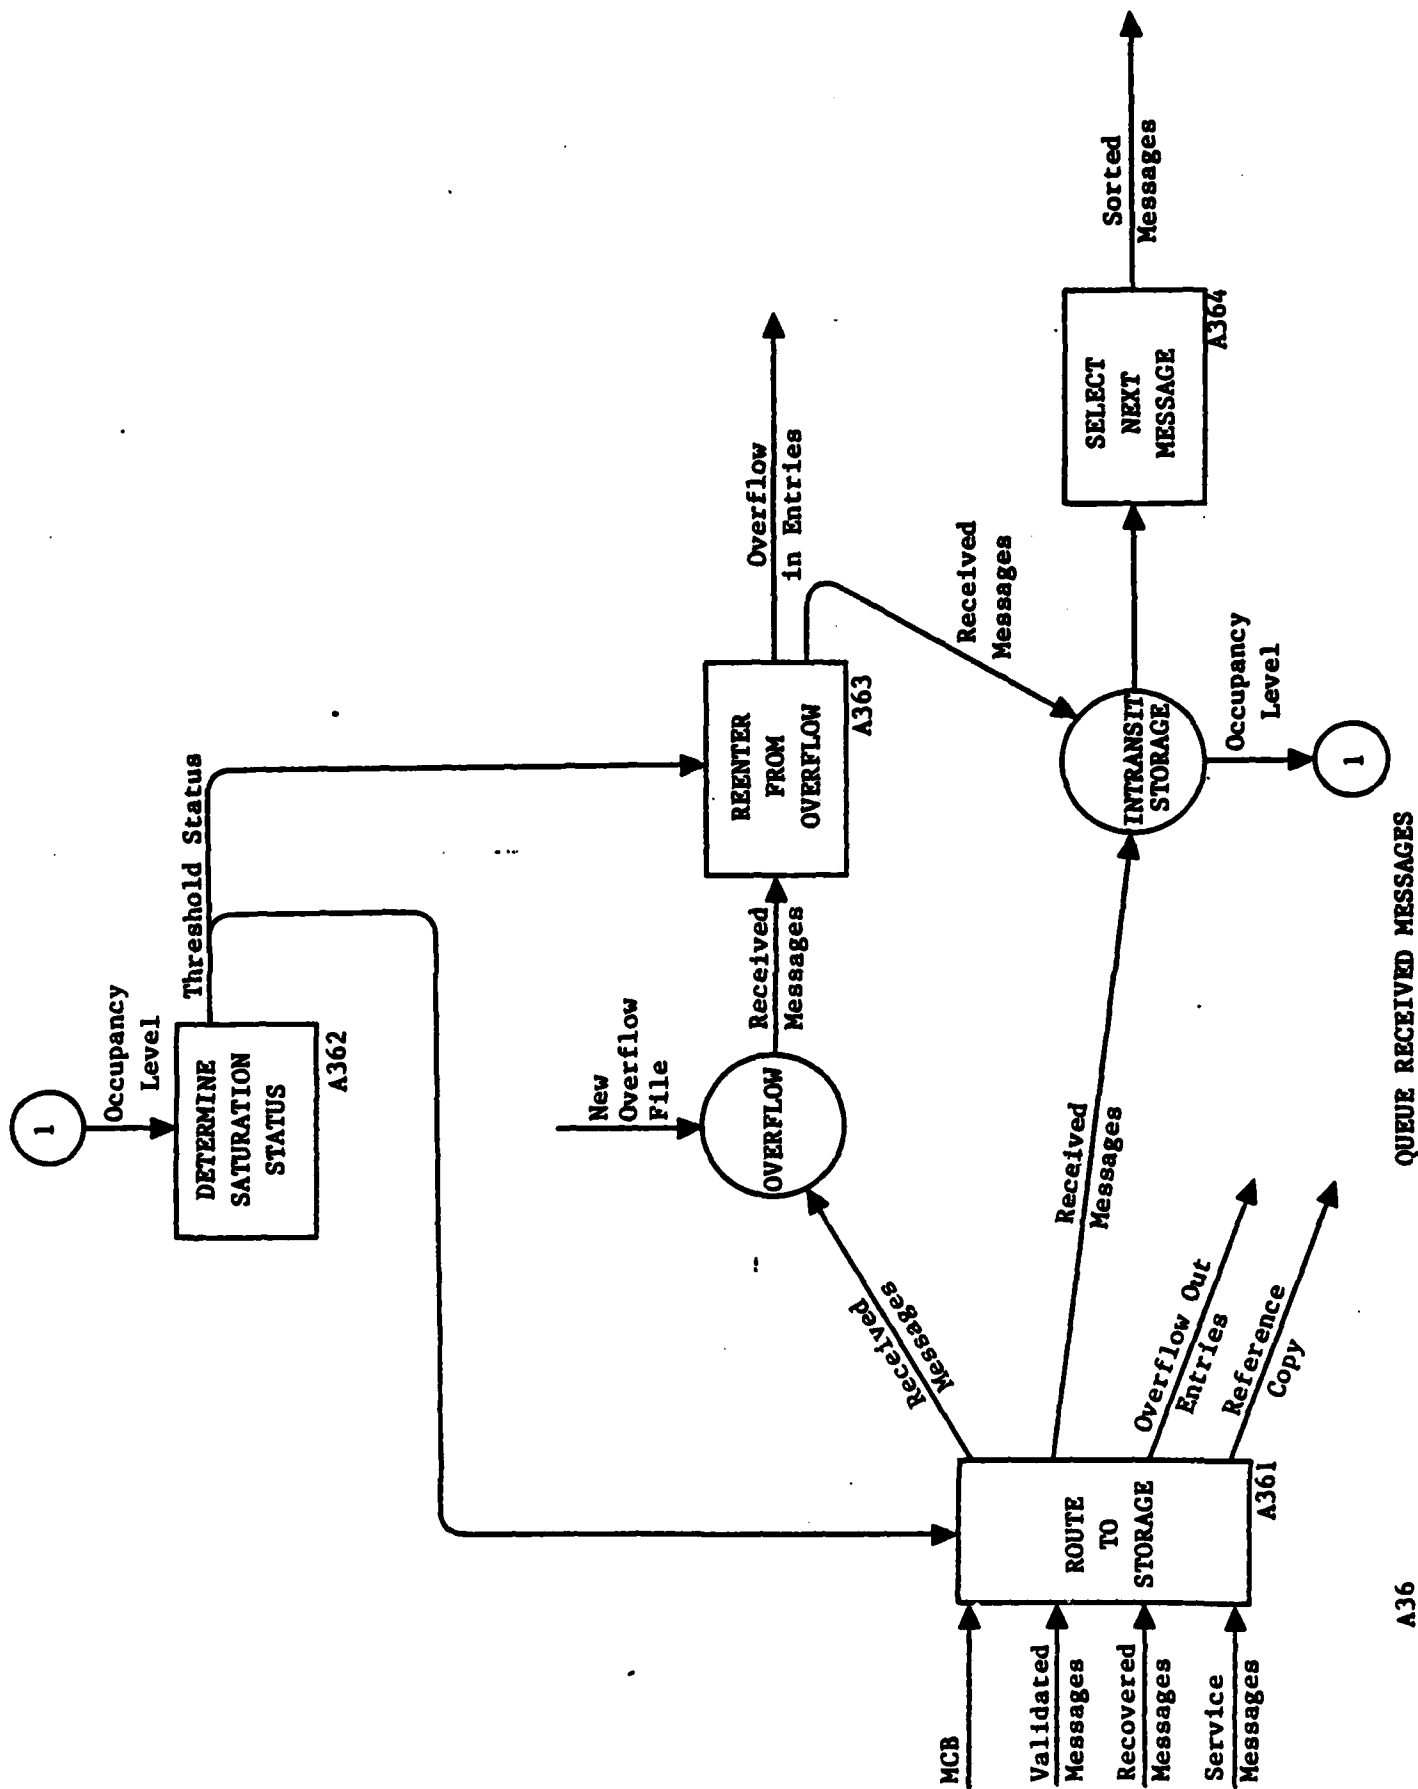 1
Occupancy
Level
DETERMINE
SATURATION
STATUS
A362
Threshold Status
New
Overflow
File
OVERFLOW
Received
Messages
REENTER
FROM
OVERFLOW
A363
Overflow
in Entries
Received
Messages
Received
Messages
MCB
Validated
Messages
Recovered
Messages
Service
Messages
ROUTE
TO
STORAGE
A361
Received
Messages
Overflow Out
Entries
Reference
Copy
INTRANSIT
STORAGE
Occupancy
Level
1
SELECT
NEXT
MESSAGE
A364
Sorted
Messages
A36
QUEUE RECEIVED MESSAGES